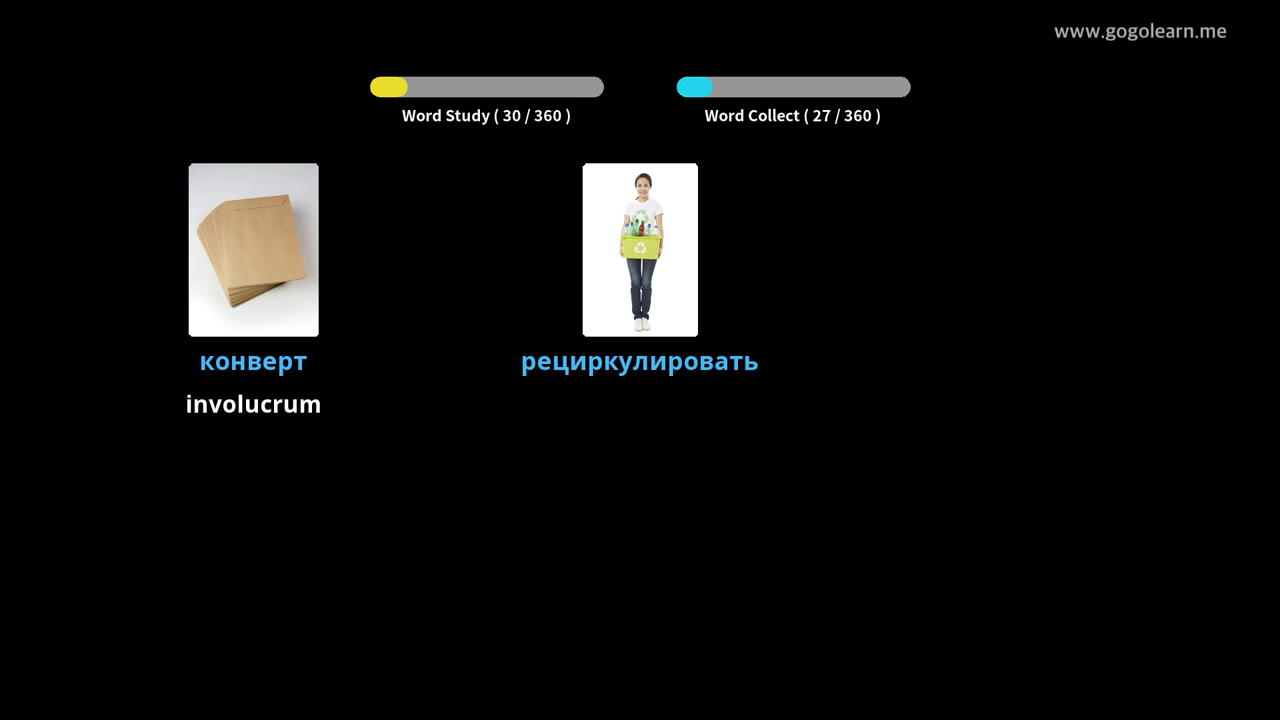 www.gogolearn.me
Word Study ( 30 / 360 )
Word Collect ( 27 / 360 )
конверт
рециркулировать
involucrum